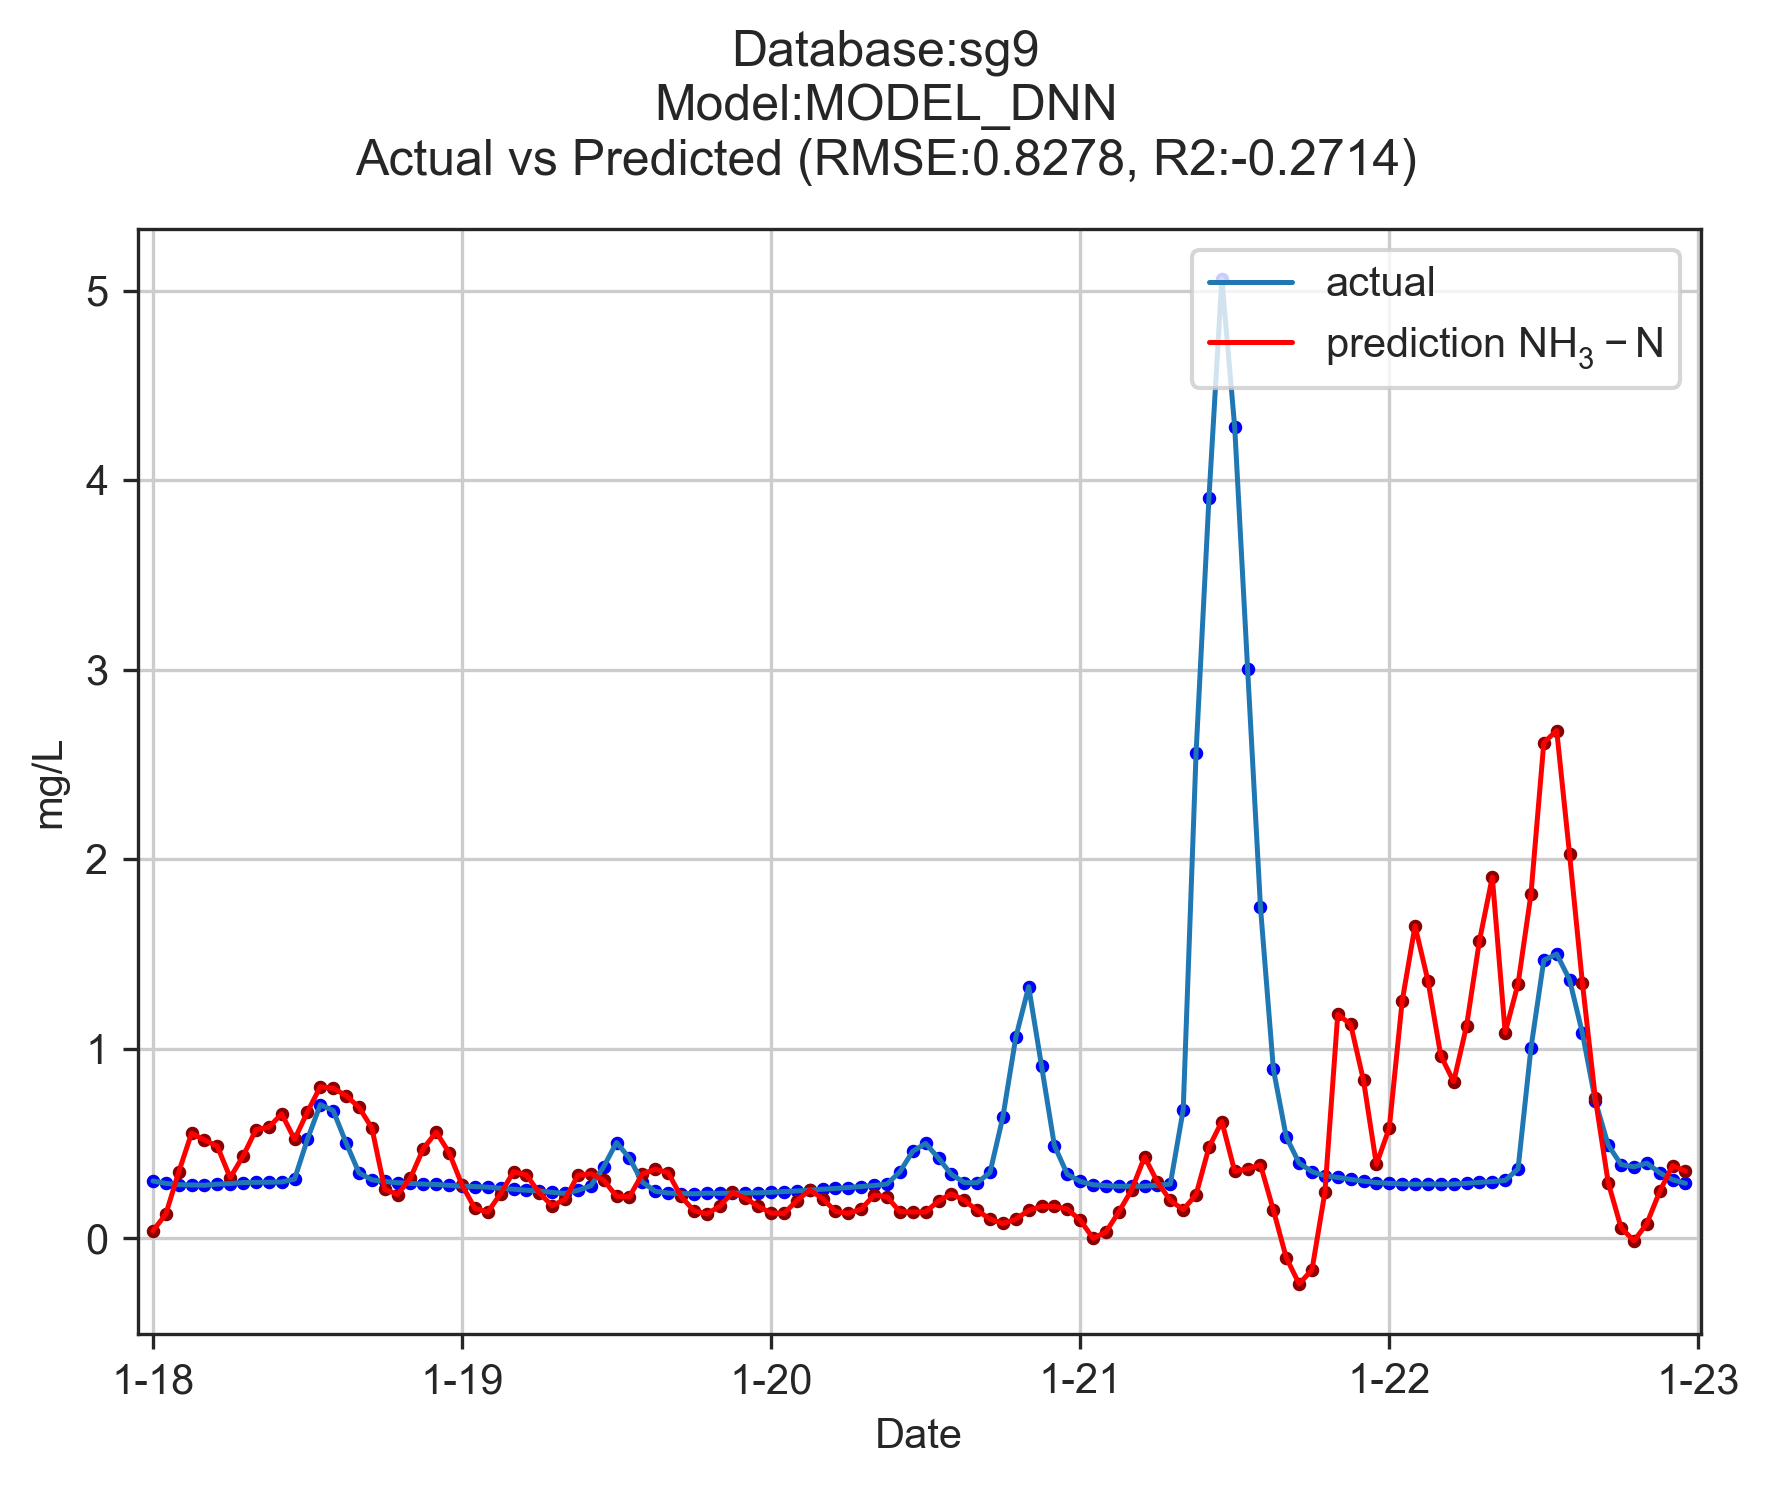 Database:sg9
Model:MODEL_DNN
Actual vs Predicted (RMSE:0.8278, R2:-0.2714)
actual
prediction NH₃ − N
5
4
3
2
1
0
mg/L
1-18 1-19 1-20 1-21 1-22 1-23
Date